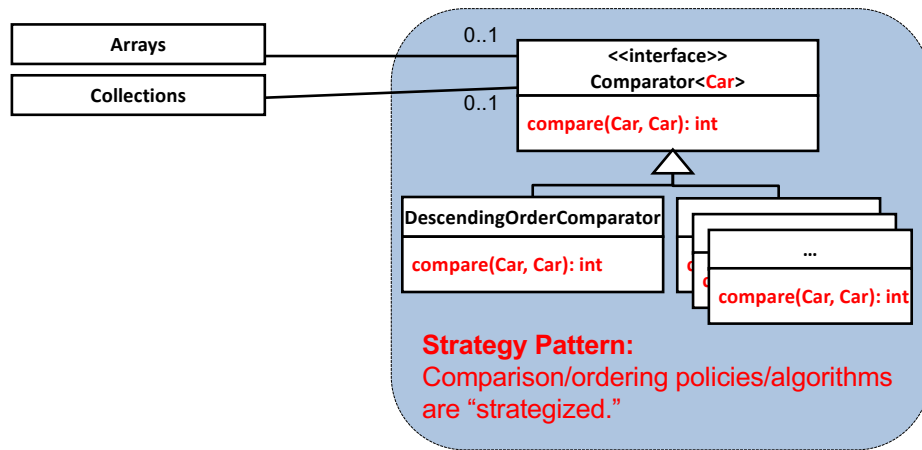 Arrays
Collections
0..1
0..1
<<interface>>
Comparator<Car>
compare(Car, Car): int
DescendingOrderComparator
compare(Car, Car): int
...
compare(Car, Car): int
Strategy Pattern:
Comparison/ordering policies/algorithms
are “strategized.”